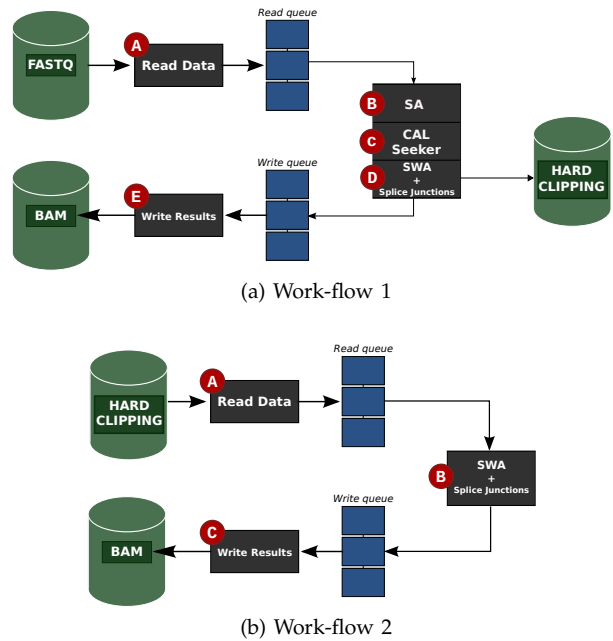 Read queue
A
FASTQ
Read Data
B
SA
C
CAL
Seeker
D
SWA
+
Splice Junctions
HARD
CLIPPING
Write queue
E
BAM
Write Results
(a) Work-flow 1
Read queue
A
HARD
CLIPPING
Read Data
B
SWA
+
Splice Junctions
Write queue
C
BAM
Write Results
(b) Work-flow 2